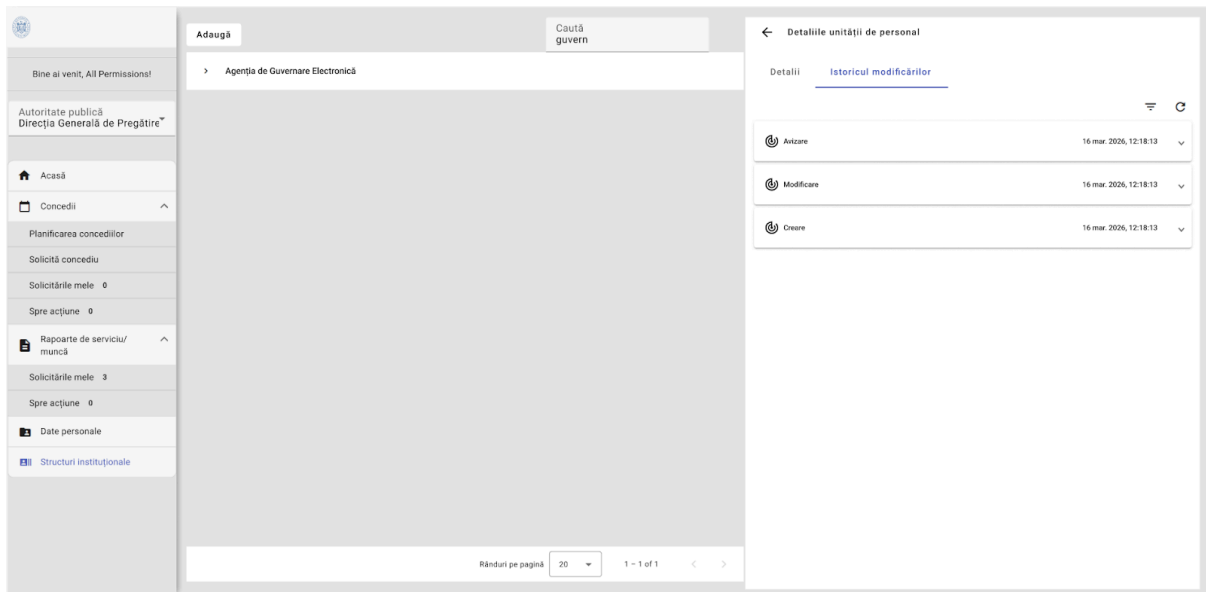 Bine ai venit, All Permissions!
Autoritate publică
Direcția Generală de Pregătire
Acasă
Concedii
Planificarea concediilor
Solicită concediu
Solicitările mele 0
Spre acțiune 0
Rapoarte de serviciu/
muncă
Solicitările mele 3
Spre acțiune 0
Date personale
Structuri instituționale
Adaugă
Caută
guvern
Agenția de Guvernare Electronică
Rânduri pe pagină 20 1 – 1 of 1
Detaliile unității de personal
Detalii Istoricul modificărilor
Avizare 16 mar. 2026, 12:18:13
Modificare 16 mar. 2026, 12:18:13
Creare 16 mar. 2026, 12:18:13